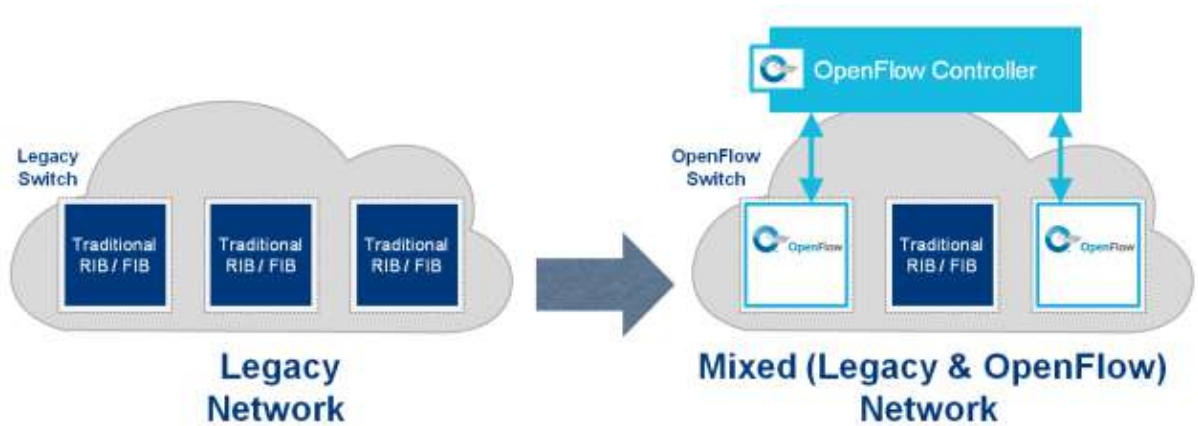 OpenFlow Controller
Legacy
Switch
Traditional
RIB / FIB
Traditional
RIB / FIB
Traditional
RIB / FIB
Legacy
Network
OpenFlow
Switch
OpenFlow
Traditional
RIB / FIB
OpenFlow
Mixed (Legacy & OpenFlow)
Network